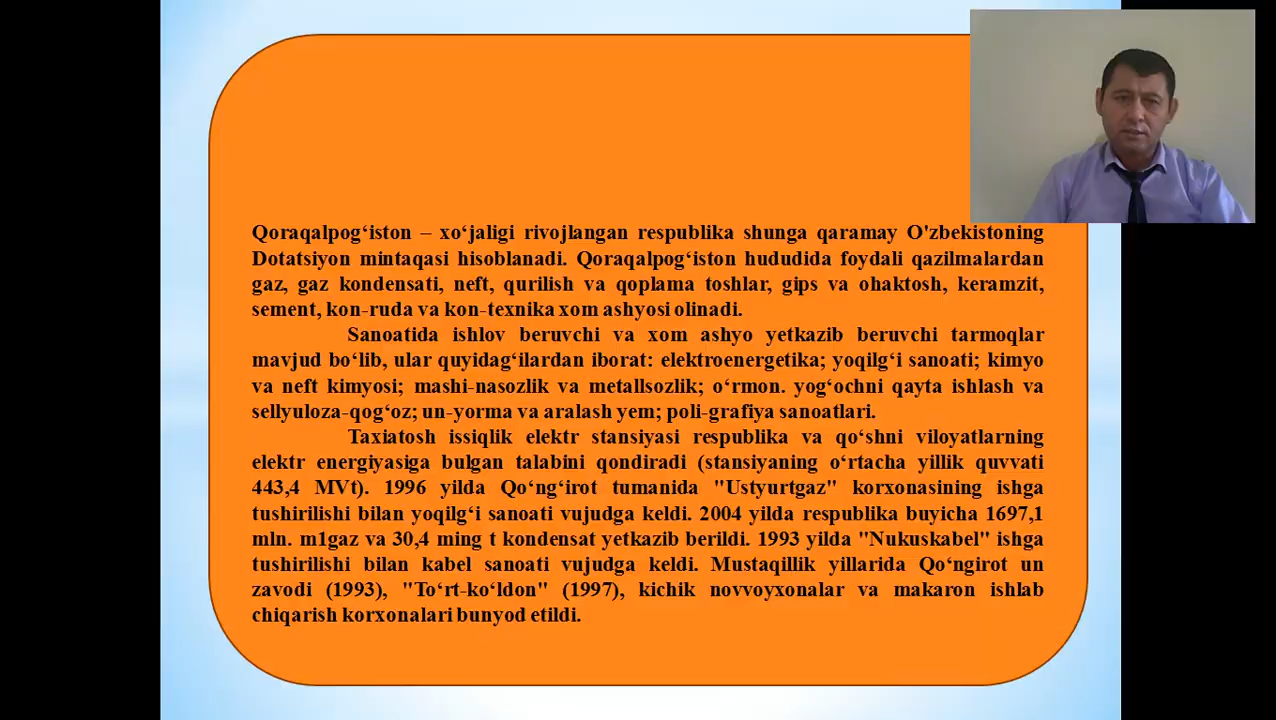 Qoraqalpog‘iston – xo‘jaligi rivojlangan respublika shunga qaramay O'zbekistoning
Dotatsiyon mintaqasi hisoblanadi. Qoraqalpog‘iston hududida foydali qazilmalardan
gaz, gaz kondensati, neft, qurilish va qoplama toshlar, gips va ohaktosh, keramzit,
sement, kon-ruda va kon-texnika xom ashyosi olinadi.
Sanoatida ishlov beruvchi va xom ashyo yetkazib beruvchi tarmoqlar
mavjud bo‘lib, ular quyidag‘ilardan iborat: elektroenergetika; yoqilg‘i sanoati; kimyo
va neft kimyosi; mashi-nasozlik va metallsozlik; o‘rmon. yog‘ochni qayta ishlash va
sellyuloza-qog‘oz; un-yorma va aralash yem; poli-grafiya sanoatlari.
Taxiatosh issiqlik elektr stansiyasi respublika va qo‘shni viloyatlarning
elektr energiyasiga bulgan talabini qondiradi (stansiyaning o‘rtacha yillik quvvati
443,4 MVt). 1996 yilda Qo‘ng‘irot tumanida "Ustyurtgaz" korxonasining ishga
tushirilishi bilan yoqilg‘i sanoati vujudga keldi. 2004 yilda respublika buyicha 1697,1
mln. m1gaz va 30,4 ming t kondensat yetkazib berildi. 1993 yilda "Nukuskabel" ishga
tushirilishi bilan kabel sanoati vujudga keldi. Mustaqillik yillarida Qo‘ngirot un
zavodi (1993), "To‘rt-ko‘ldon" (1997), kichik novvoyxonalar va makaron ishlab
chiqarish korxonalari bunyod etildi.